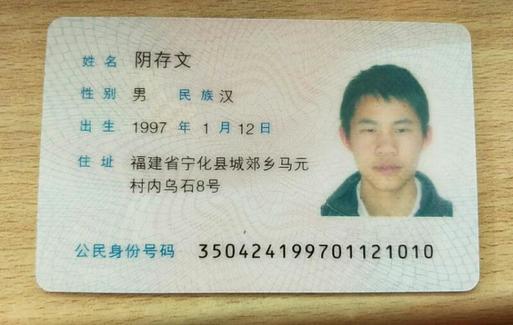 姓名 阴存文
性别 男 民族 汉
出生 1997 年 1 月 12 日
住址 福建省宁化县城郊乡马元
村内乌石8号
公民身份号码 350424199701121010